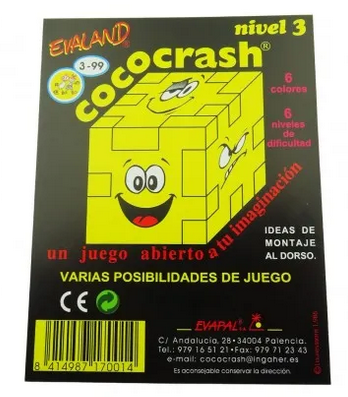 EVALAND®
nivel 3
3-99
cococrash®
6
colores
6
niveles
de
dificultad
un juego abierto a tu imaginación
IDEAS DE
MONTAJE
AL DORSO.
VARIAS POSIBILIDADES DE JUEGO
CE
EVAPAL
C/ Andalucía, 28-34004 Palencia.
Tel: 979 16 51 21-Fax: 979 71 23 43
e-mail: cococrash@ingaher.es
Es aconsejable conservar la dirección.
8 414987 170014